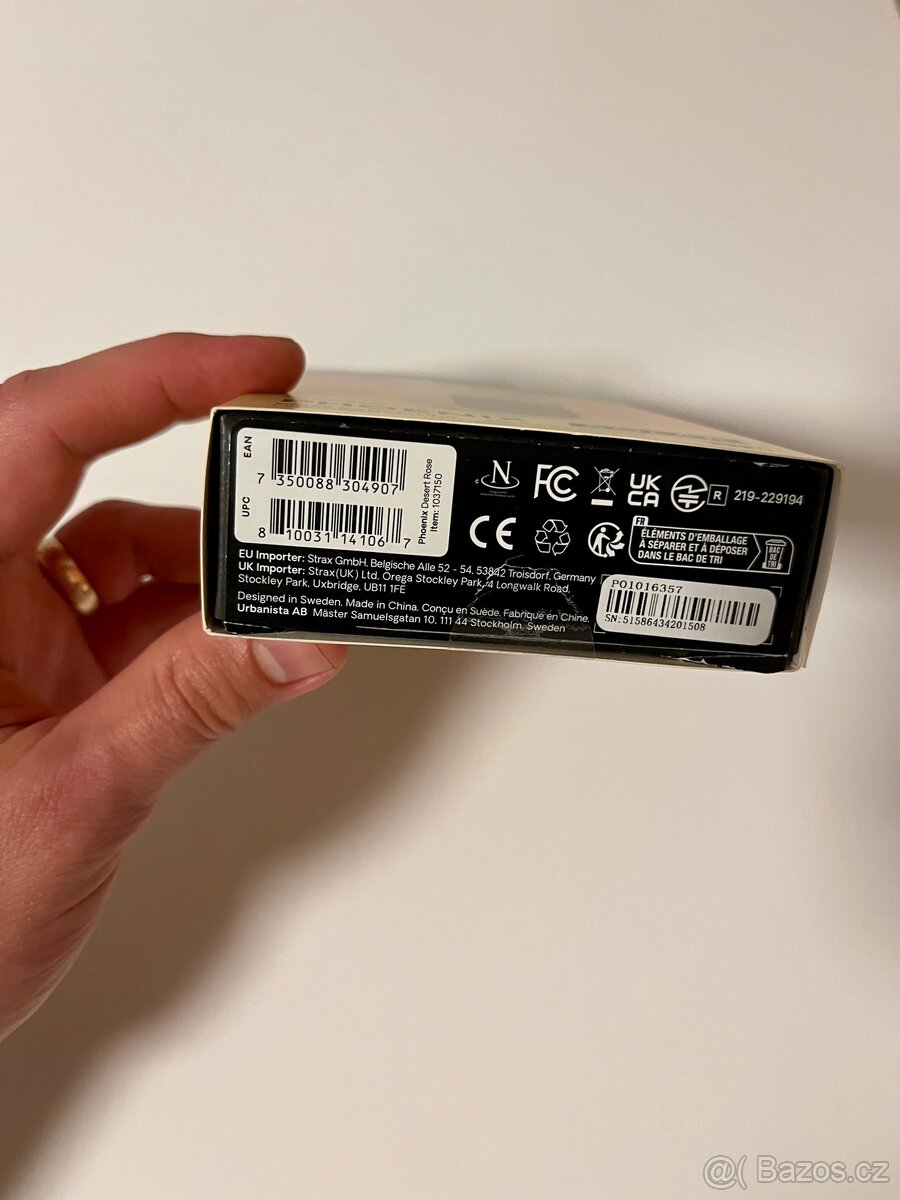 EAN
7 350088 304907
UPC
8 10031 14106 7
Phoenix Desert Rose
Item: 1037150
N
FC
UK
CA
R 219-229194
CE
FR
ÉLÉMENTS D'EMBALLAGE
À SÉPARER ET À DÉPOSER
DANS LE BAC DE TRI
BAC
DE
TRI
EU Importer: Strax GmbH, Belgische Alle 52 - 54, 53842 Troisdorf, Germany
UK Importer: Strax(UK) Ltd. Orega Stockley Park, 4 Longwalk Road.
Stockley Park, Uxbridge. UB11 1FE
Designed in Sweden. Made in China. Conçu en Suède. Fabriqué en Chine.
Urbanista AB Mäster Samuelsgatan 10, 111 44 Stockholm, Sweden
PO1016357
SN:51586434201508
@( Bazos.cz